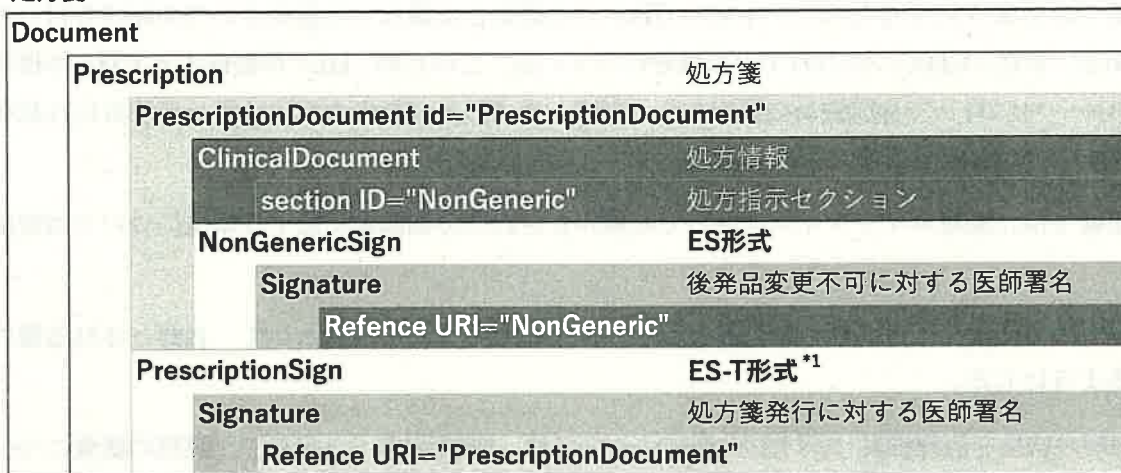 Document
Prescription 処方箋
PrescriptionDocument id="PrescriptionDocument"
ClinicalDocument 処方情報
section ID="NonGeneric" 処方指示セクション
NonGenericSign ES形式
Signature 後発品変更不可に対する医師署名
Refence URI="NonGeneric"
PrescriptionSign ES-T形式*1
Signature 処方箋発行に対する医師署名
Refence URI="PrescriptionDocument"